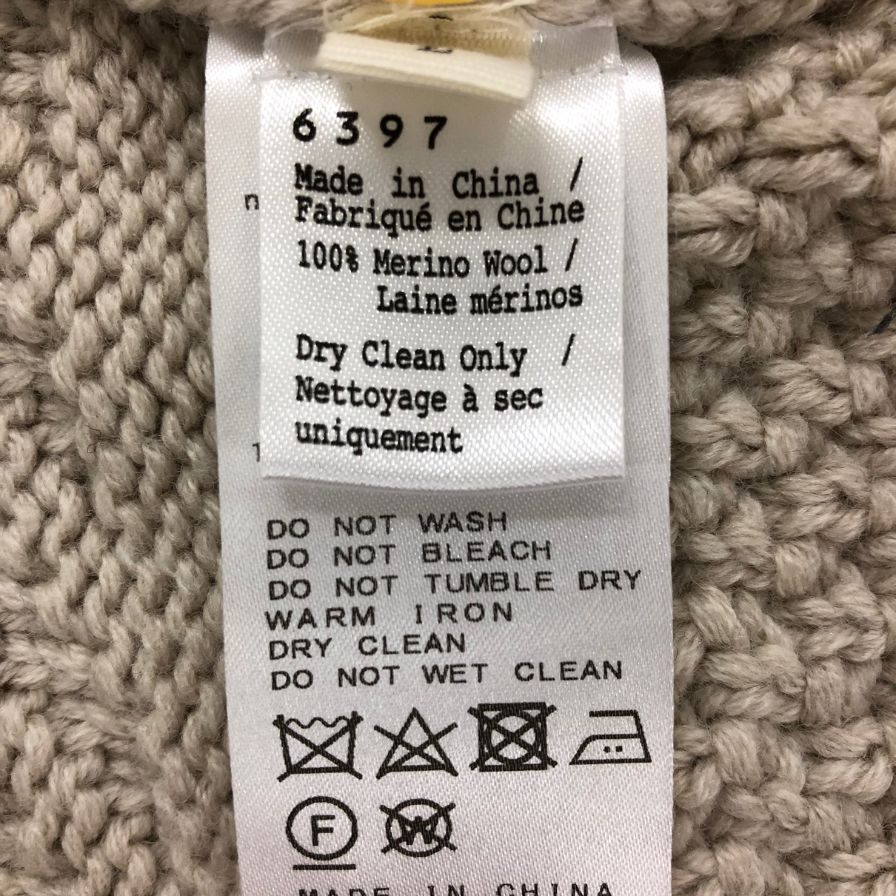 6397
Made in China /
Fabriqué en Chine
100% Merino Wool /
Laine mérinos
Dry Clean Only /
Nettoyage à sec
uniquement
DO NOT WASH
DO NOT BLEACH
DO NOT TUMBLE DRY
WARM IRON
DRY CLEAN
DO NOT WET CLEAN
F W
MADE IN CHINA